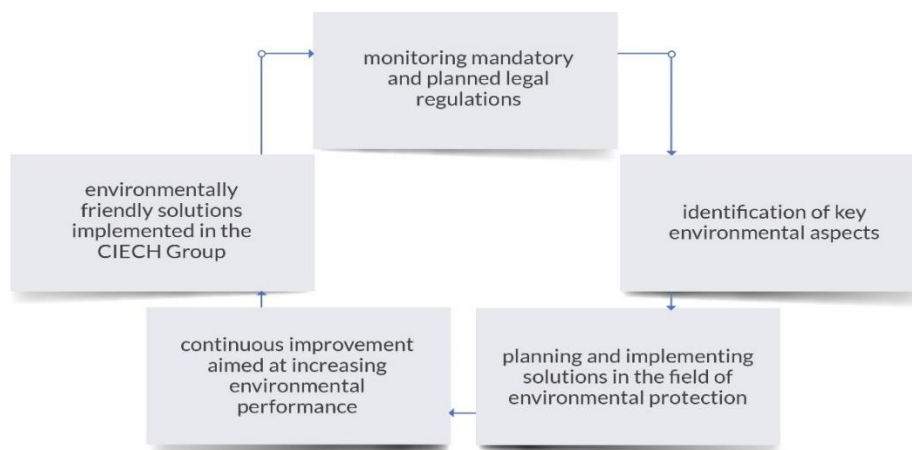 monitoring mandatory
and planned legal
regulations
identification of key
environmental aspects
planning and implementing
solutions in the field of
environmental protection
continuous improvement
aimed at increasing
environmental
performance
environmentally
friendly solutions
implemented in the
CIECH Group